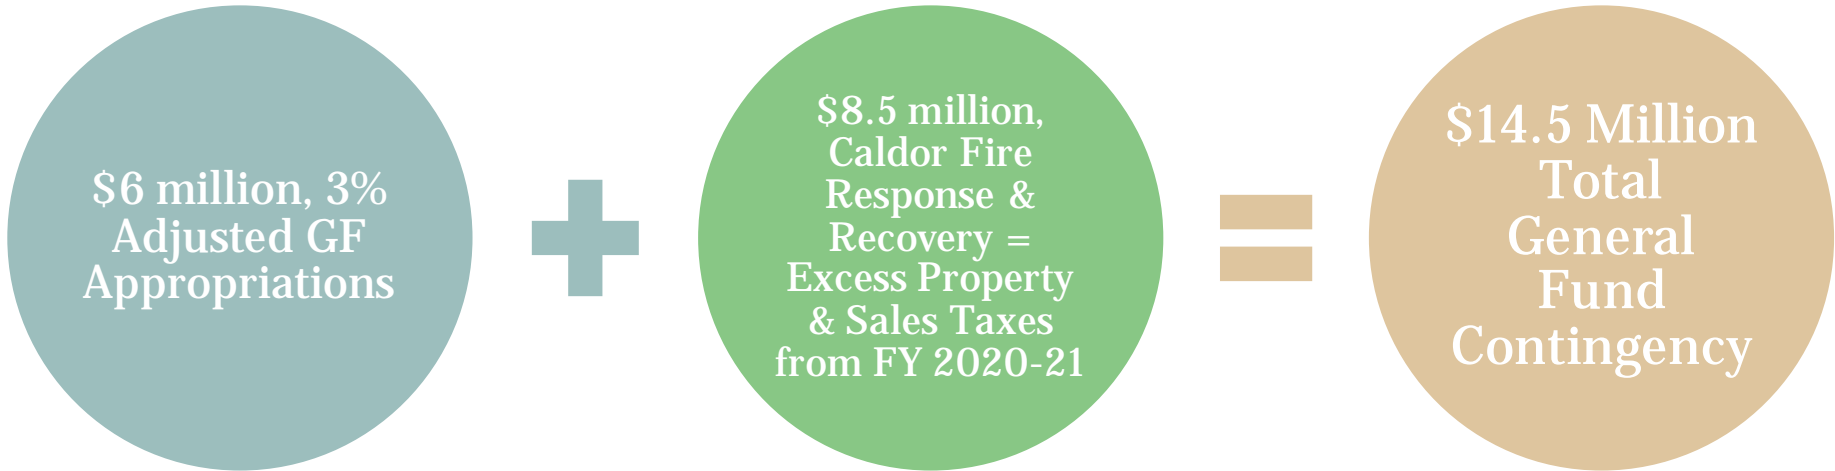 $6 million, 3%
Adjusted GF
Appropriations
$8.5 million,
Caldor Fire
Response &
Recovery =
Excess Property
& Sales Taxes
from FY 2020-21
$14.5 Million
Total
General
Fund
Contingency